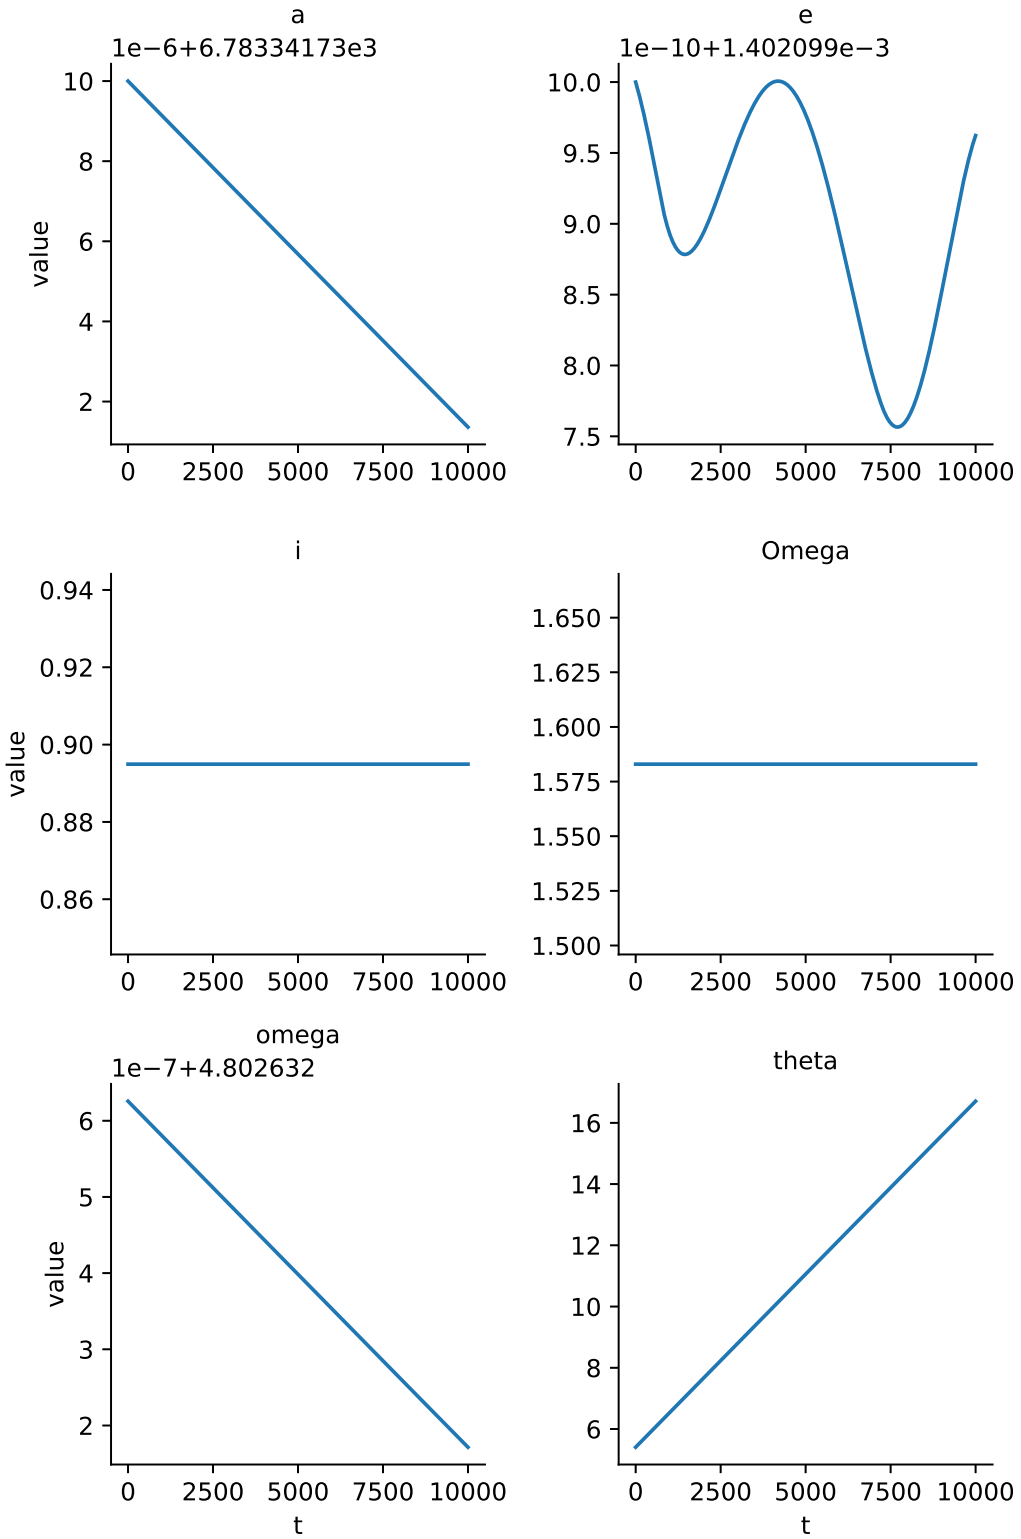 a
1e−6+6.78334173e3
10
8
6
4
2
value
0 2500 5000 7500 10000
e
1e−10+1.402099e−3
10.0
9.5
9.0
8.5
8.0
7.5
0 2500 5000 7500 10000
i
0.94
0.92
0.90
0.88
0.86
value
0 2500 5000 7500 10000
Omega
1.650
1.625
1.600
1.575
1.550
1.525
1.500
0 2500 5000 7500 10000
omega
1e−7+4.802632
6
5
4
3
2
value
0 2500 5000 7500 10000
t
theta
16
14
12
10
8
6
0 2500 5000 7500 10000
t